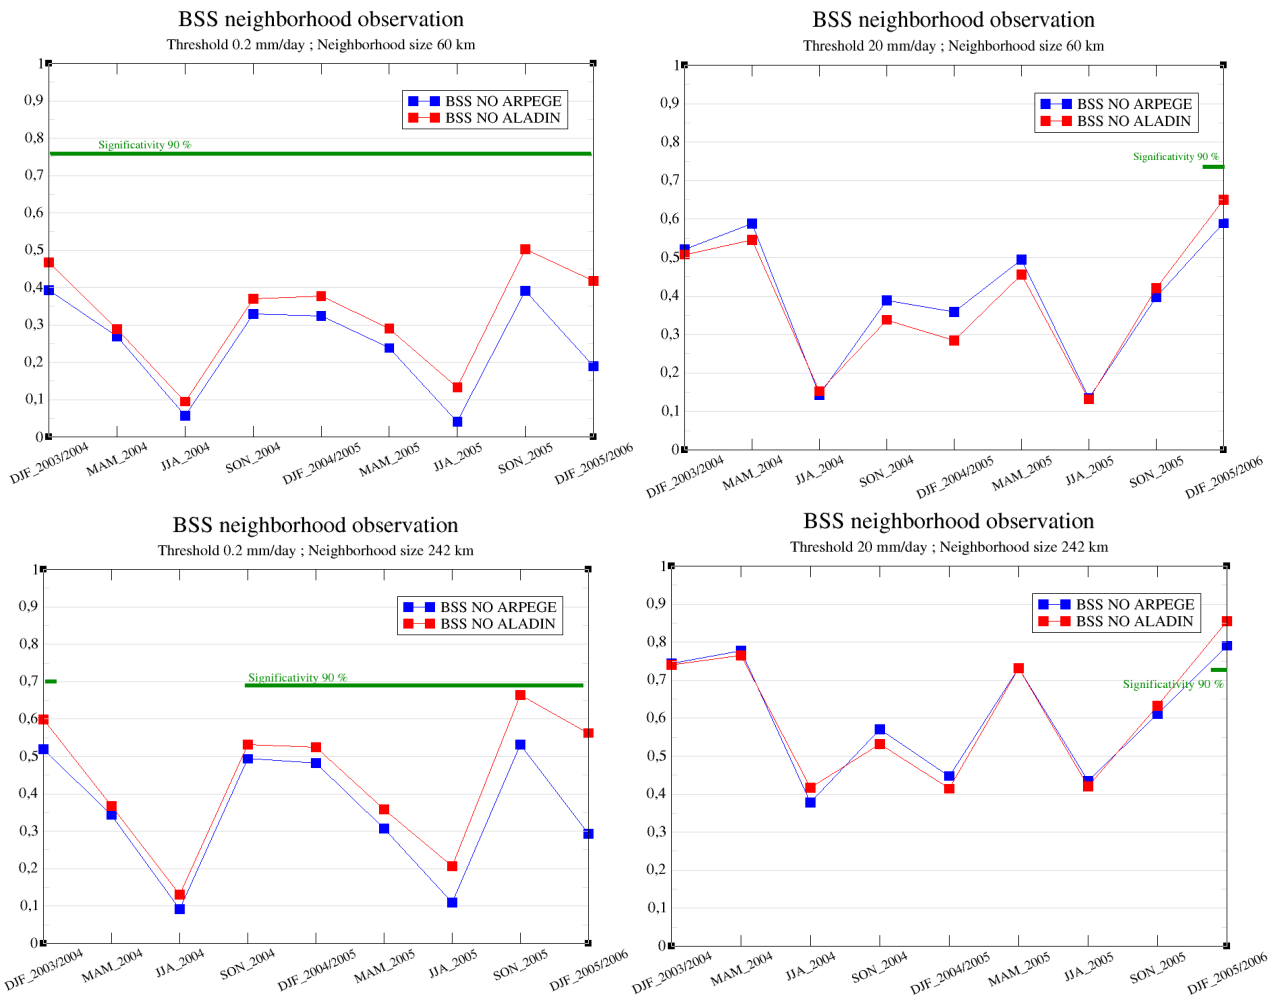 BSS neighborhood observation
Threshold 0.2 mm/day ; Neighborhood size 60 km
1
0,9
0,8
0,7
0,6
0,5
0,4
0,3
0,2
0,1
0
BSS NO ARPEGE
BSS NO ALADIN
Significativity 90 %
DJF_2003/2004
MAM_2004
JJA_2004
SON_2004
DJF_2004/2005
MAM_2005
JJA_2005
SON_2005
DJF_2005/2006
BSS neighborhood observation
Threshold 20 mm/day ; Neighborhood size 60 km
1
0,9
0,8
0,7
0,6
0,5
0,4
0,3
0,2
0,1
0
BSS NO ARPEGE
BSS NO ALADIN
Significativity 90 %
DJF_2003/2004
MAM_2004
JJA_2004
SON_2004
DJF_2004/2005
MAM_2005
JJA_2005
SON_2005
DJF_2005/2006
BSS neighborhood observation
Threshold 0.2 mm/day ; Neighborhood size 242 km
1
0,9
0,8
0,7
0,6
0,5
0,4
0,3
0,2
0,1
0
BSS NO ARPEGE
BSS NO ALADIN
Significativity 90 %
DJF_2003/2004
MAM_2004
JJA_2004
SON_2004
DJF_2004/2005
MAM_2005
JJA_2005
SON_2005
DJF_2005/2006
BSS neighborhood observation
Threshold 20 mm/day ; Neighborhood size 242 km
1
0,9
0,8
0,7
0,6
0,5
0,4
0,3
0,2
0,1
0
BSS NO ARPEGE
BSS NO ALADIN
Significativity 90 %
DJF_2003/2004
MAM_2004
JJA_2004
SON_2004
DJF_2004/2005
MAM_2005
JJA_2005
SON_2005
DJF_2005/2006